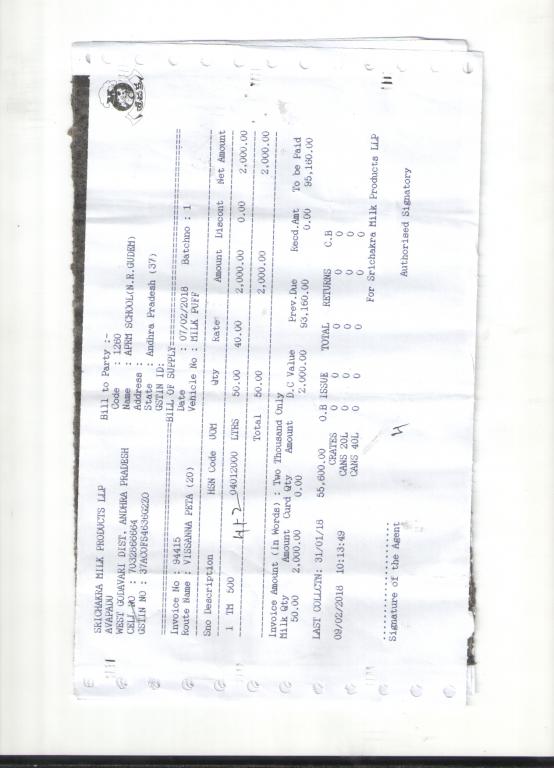 SRICHAKRA MILK PRODUCTS LLP
AVAPADU
WEST GODAVARI DIST, ANDHRA PRADESH
CELL NO : 7032866664
GSTIN NO : 37ACOFS4636G2ZO
Bill to Party :-
Code : 1260
Name : APRM SCHOOL(N.R.GUDEM)
Address :
State : Andhra Pradesh (37)
GSTIN ID:
BILL OF SUPPLY
Invoice No : 94415 Date : 07/02/2018 Batchno : 1
Route Name : VISSANNA PETA (20) Vehicle No : MILK PUFF
Sno Description HSN Code UOM Qty Rate Amount Discont Net Amount
1 TM 500 04012000 LTRS 50.00 40.00 2,000.00 0.00 2,000.00
Total 50.00 2,000.00 2,000.00
Invoice Amount (In Words) : Two Thousand Only
Milk Qty Amount Curd Qty Amount D.C Value Prev.Due Recd.Amt To be Paid
50.00 2,000.00 0.00 2,000.00 93,160.00 0.00 95,160.00
LAST COLLCTN: 31/01/18 55,600.00 O.B ISSUE TOTAL RETURNS C.B
CRATES 0 0 0 0 0
09/02/2018 10:13:49 CANS 20L 0 0 0 0 0
CANS 40L 0 0 0 0 0
For Srichakra Milk Products LLP
Signature of the Agent Authorised Signatory